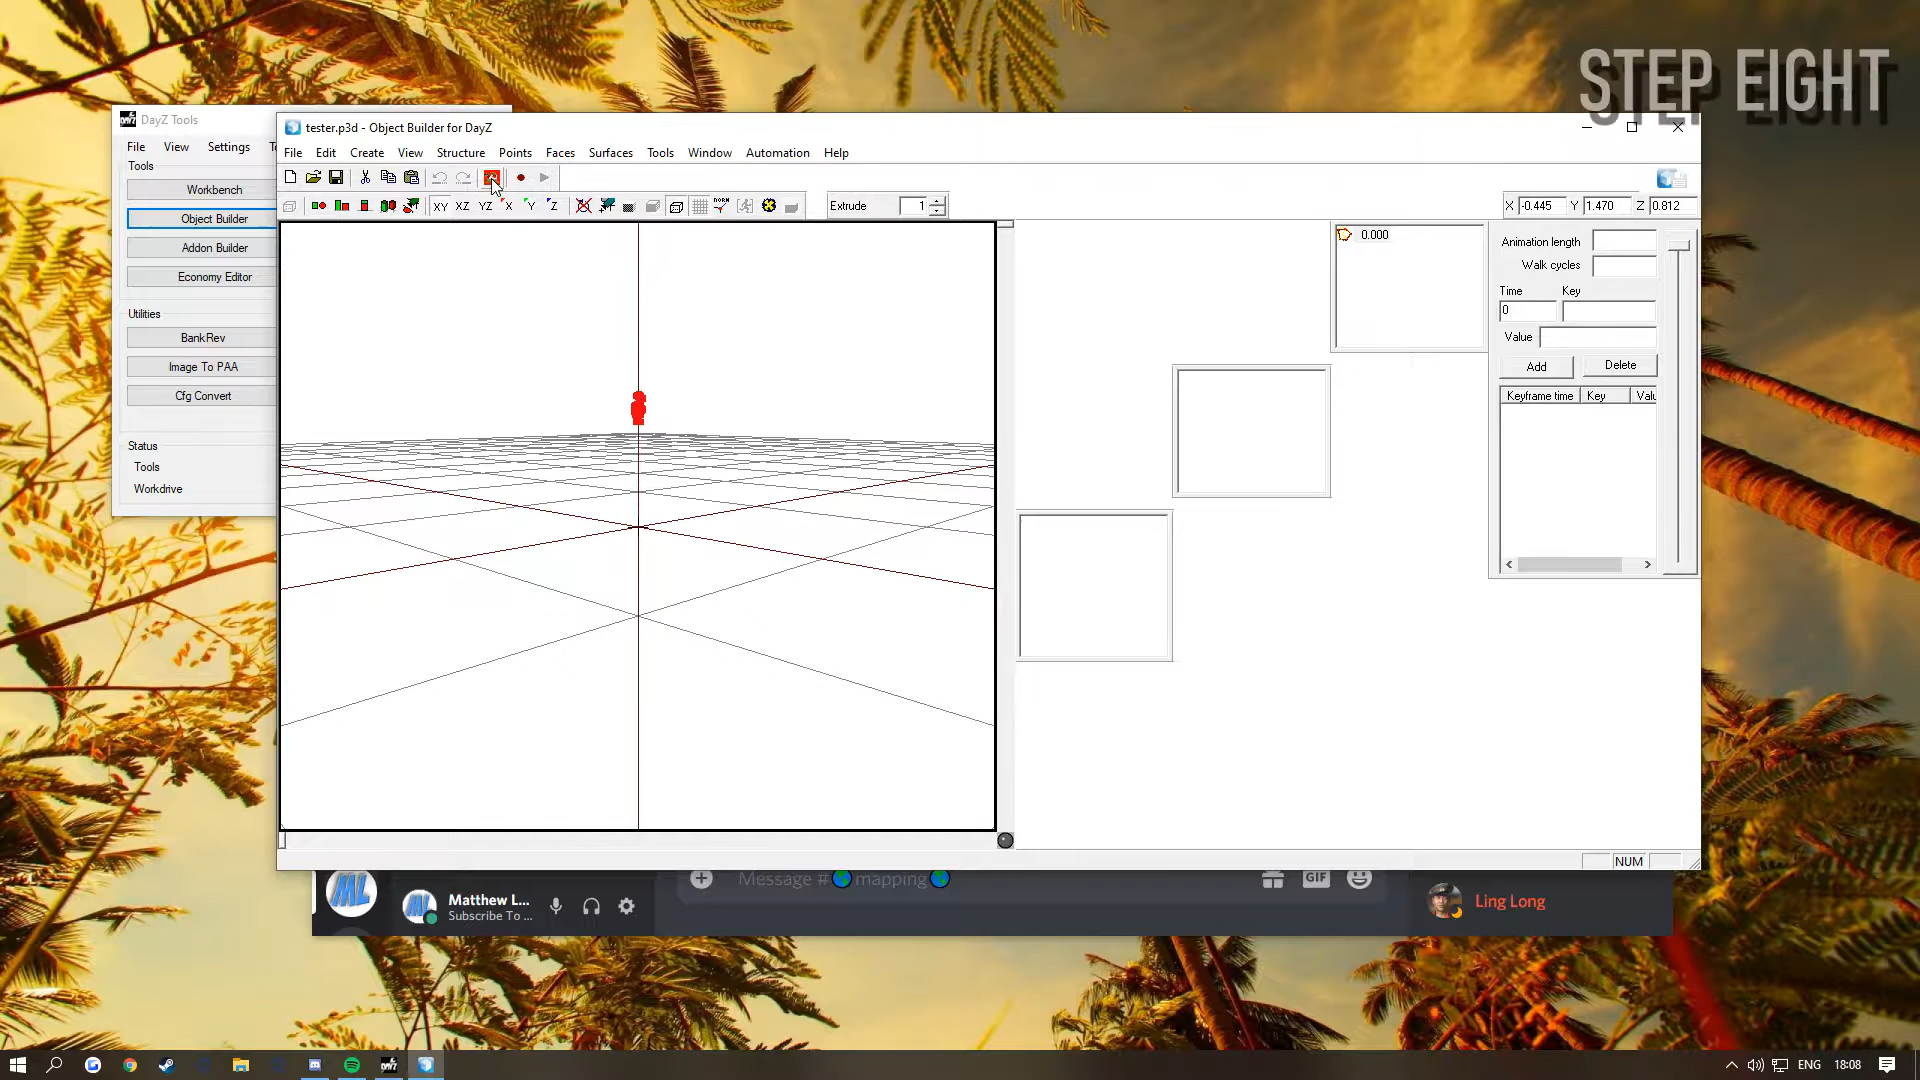 STEP EIGHT
DayZ Tools
File View Settings
Tools
Workbench
Object Builder
Addon Builder
Economy Editor
Utilities
BankRev
Image To PAA
Cfg Convert
Status
Tools
Workdrive
tester.p3d - Object Builder for DayZ
File Edit Create View Structure Points Faces Surfaces Tools Window Automation Help
XY XZ YZ X Y Z NORM
Extrude 1
X -0.445 Y 1.470 Z 0.812
0.000
Animation length
Walk cycles
Time Key
0
Value
Add Delete
Keyframe time Key Valu
NUM
ML
ML
Matthew L...
Subscribe To ...
Message # mapping
GIF
Ling Long
ENG 18:08